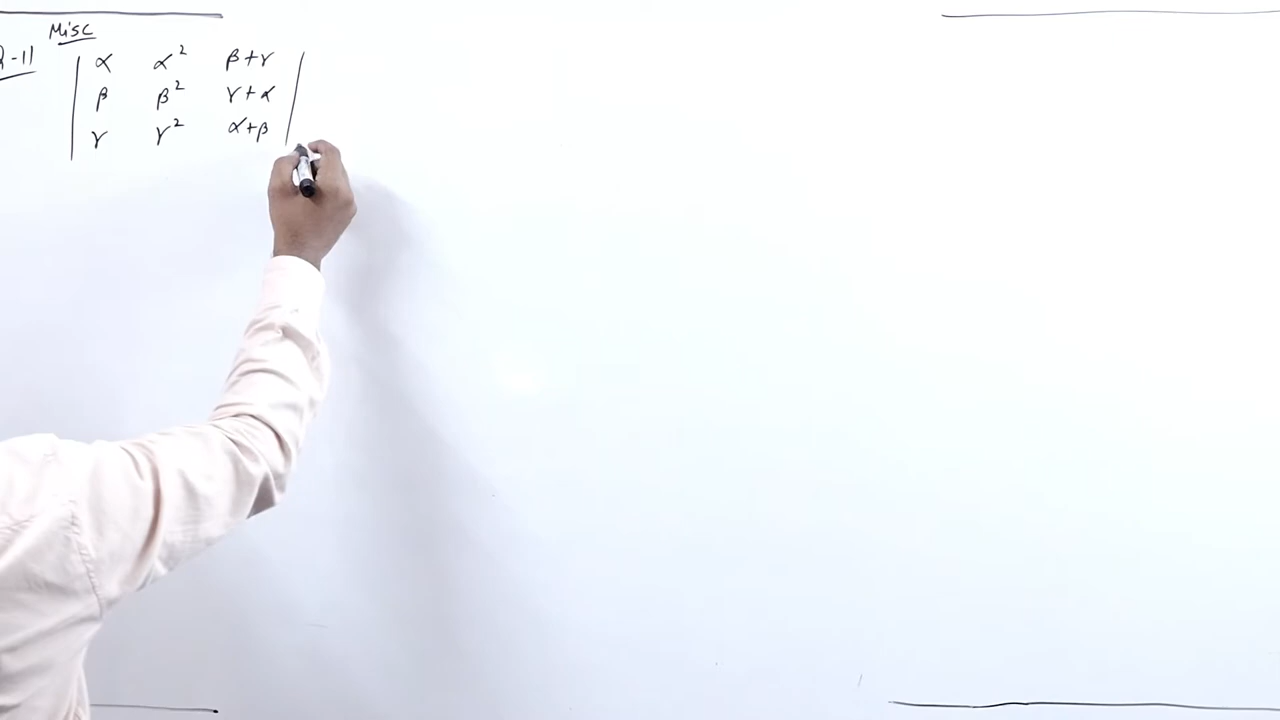 Misc
Q-11
| α α² β+γ |
| β β² γ+α |
| γ γ² α+β |